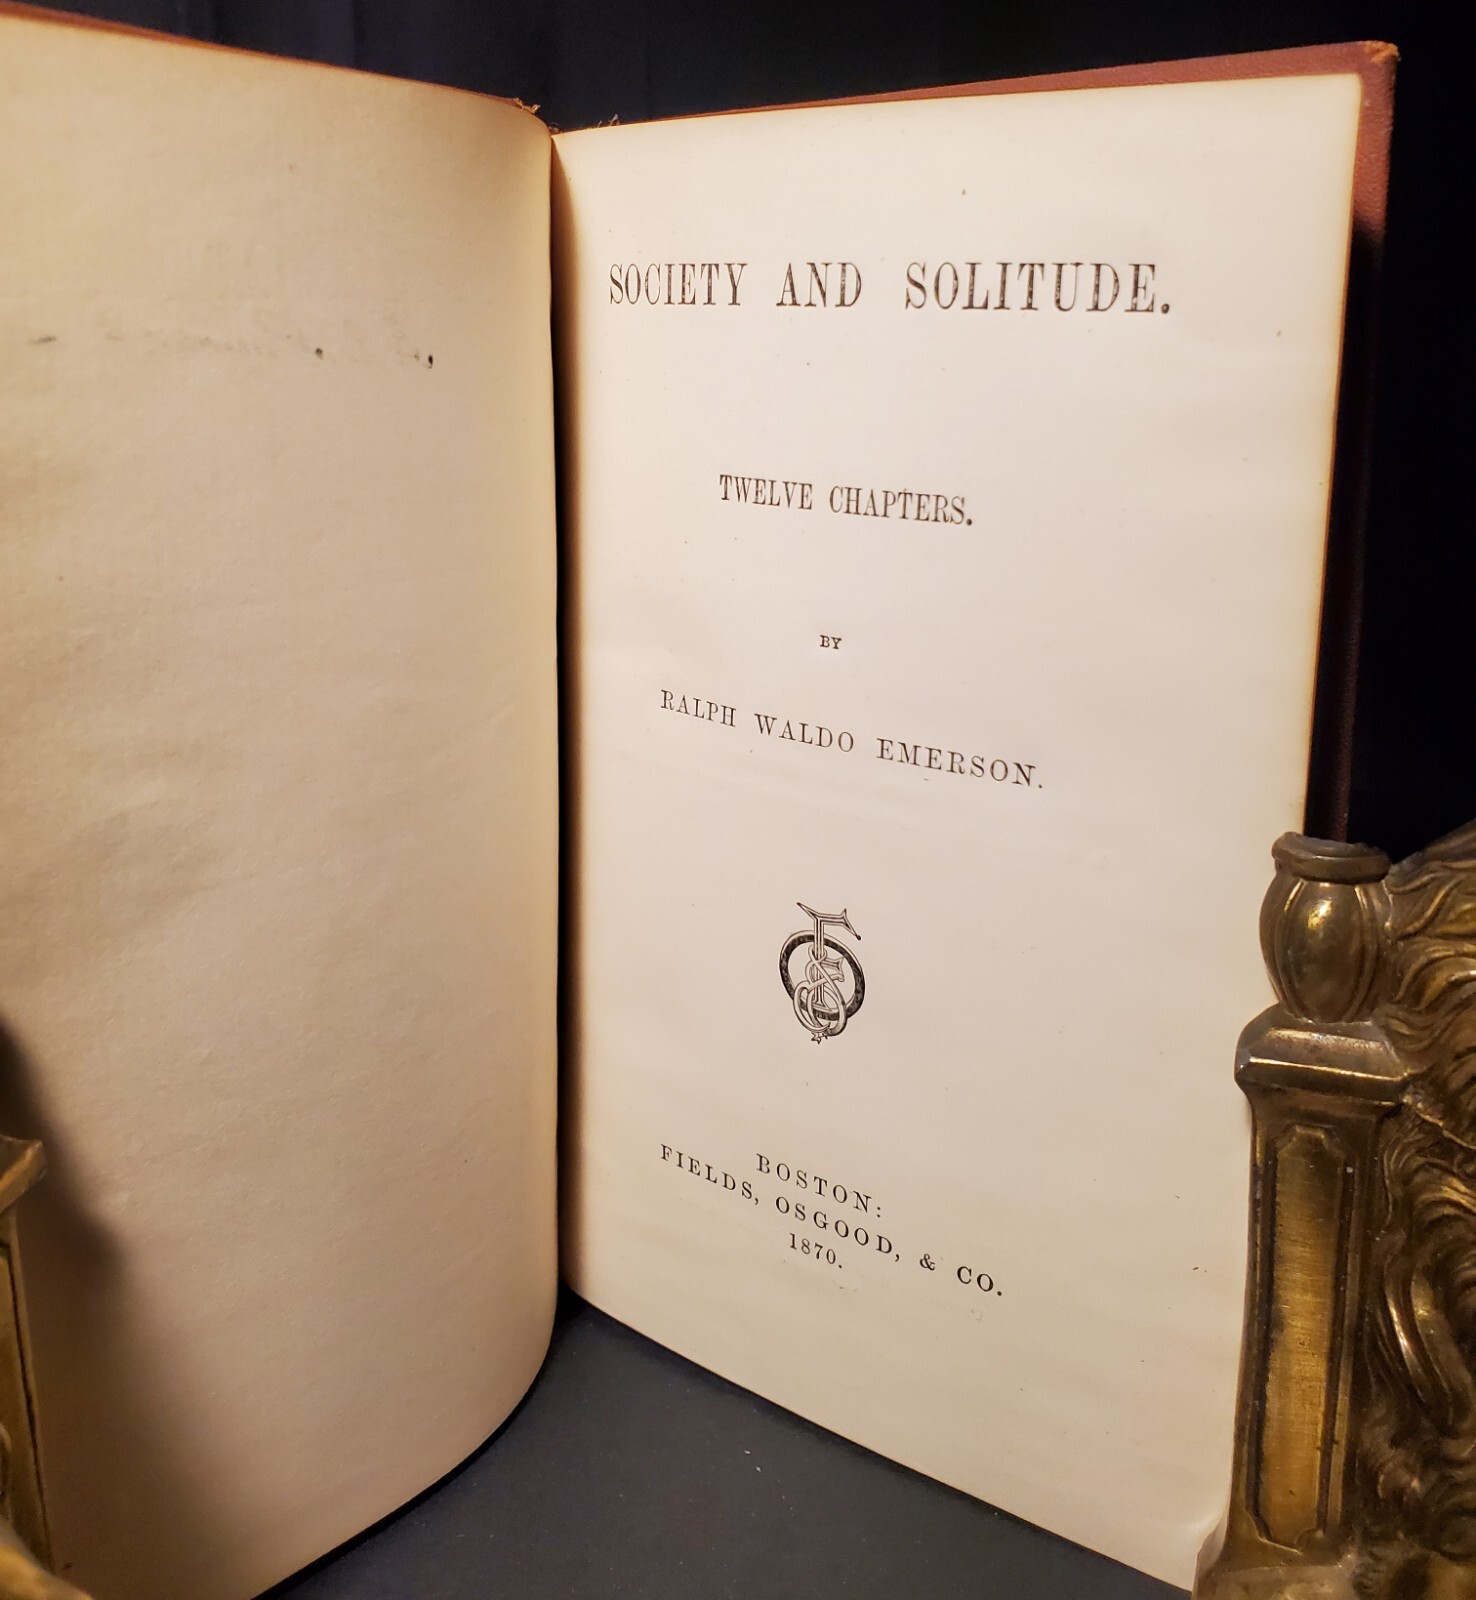 SOCIETY AND SOLITUDE.
TWELVE CHAPTERS.
BY
RALPH WALDO EMERSON.
BOSTON:
FIELDS, OSGOOD, & CO.
1870.